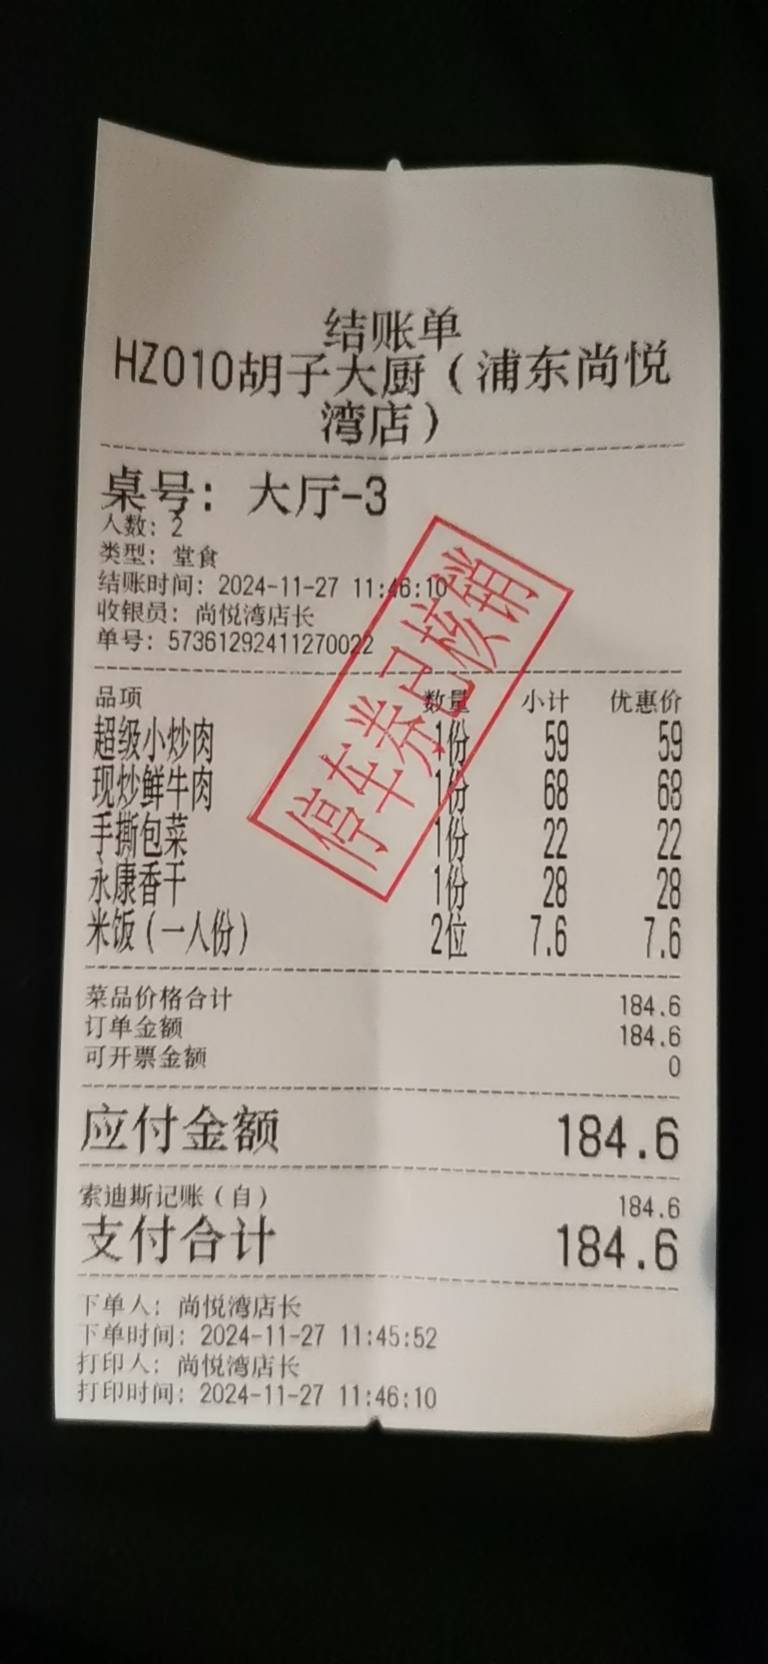 结账单
HZ010胡子大厨（浦东尚悦
湾店）
桌号: 大厅-3
人数: 2
类型: 堂食
结账时间: 2024-11-27 11:46:10
收银员: 尚悦湾店长
单号: 57361292411270022
停车券已核销
品项 数量 小计 优惠价
超级小炒肉 1份 59 59
现炒鲜牛肉 1份 68 68
手撕包菜 1份 22 22
永康香干 1份 28 28
米饭（一人份） 2位 7.6 7.6
菜品价格合计 184.6
订单金额 184.6
可开票金额 0
应付金额 184.6
索迪斯记账（自） 184.6
支付合计 184.6
下单人: 尚悦湾店长
下单时间: 2024-11-27 11:45:52
打印人: 尚悦湾店长
打印时间: 2024-11-27 11:46:10